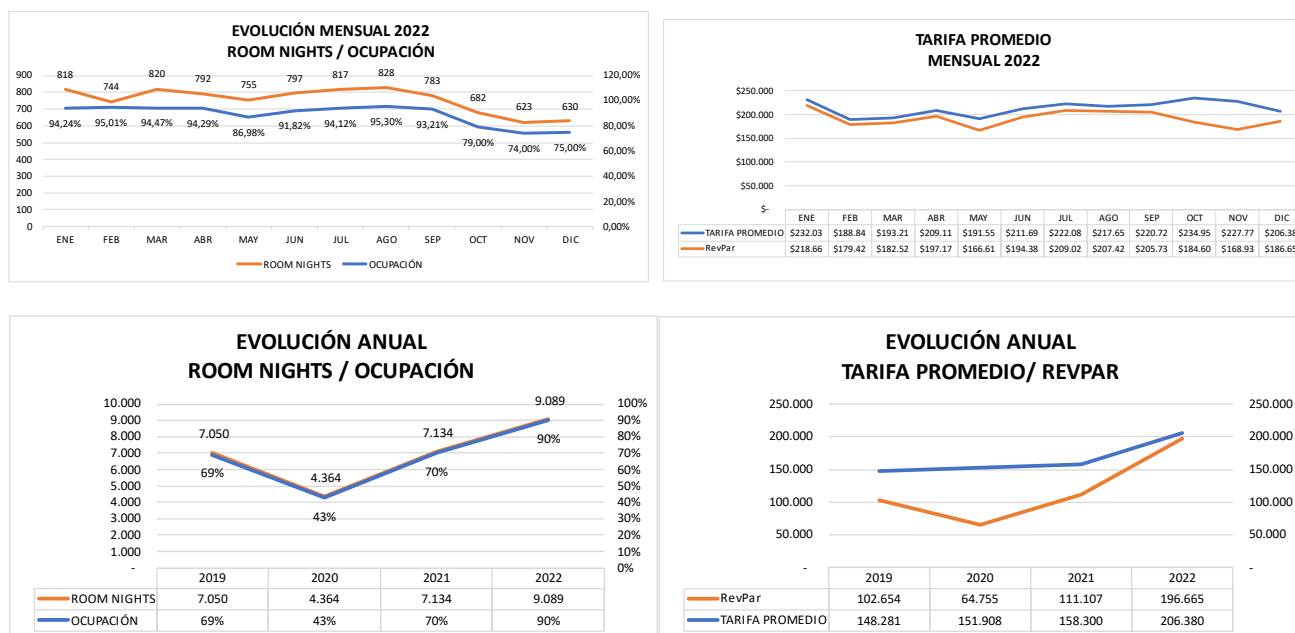 EVOLUCIÓN MENSUAL 2022
ROOM NIGHTS / OCUPACIÓN
900 818 744 820 792 755 797 817 828 783 682 623 630 120,00%
800 100,00%
700 94,24% 95,01% 94,47% 94,29% 86,98% 91,82% 94,12% 95,30% 93,21% 79,00% 74,00% 75,00% 80,00%
600
500 60,00%
400
300 40,00%
200 20,00%
100
0 0,00%
ENE FEB MAR ABR MAY JUN JUL AGO SEP OCT NOV DIC
ROOM NIGHTS OCUPACIÓN
TARIFA PROMEDIO
MENSUAL 2022
$250.000
$200.000
$150.000
$100.000
$50.000
$-
ENE FEB MAR ABR MAY JUN JUL AGO SEP OCT NOV DIC
TARIFA PROMEDIO $232.03 $188.84 $193.21 $209.11 $191.55 $211.69 $222.08 $217.65 $220.72 $234.95 $227.77 $206.38
RevPar $218.66 $179.42 $182.52 $197.17 $166.61 $194.38 $209.02 $207.42 $205.73 $184.60 $168.93 $186.65
EVOLUCIÓN ANUAL
ROOM NIGHTS / OCUPACIÓN
10.000 9.089 100%
9.000 90% 90%
8.000 7.050 7.134 80%
7.000 70%
6.000 69% 70% 60%
5.000 4.364 50%
4.000 40%
3.000 43% 30%
2.000 20%
1.000 10%
- 0%
2019 2020 2021 2022
ROOM NIGHTS 7.050 4.364 7.134 9.089
OCUPACIÓN 69% 43% 70% 90%
EVOLUCIÓN ANUAL
TARIFA PROMEDIO/ REVPAR
250.000 250.000
200.000 200.000
150.000 150.000
100.000 100.000
50.000 50.000
- -
2019 2020 2021 2022
RevPar 102.654 64.755 111.107 196.665
TARIFA PROMEDIO 148.281 151.908 158.300 206.380